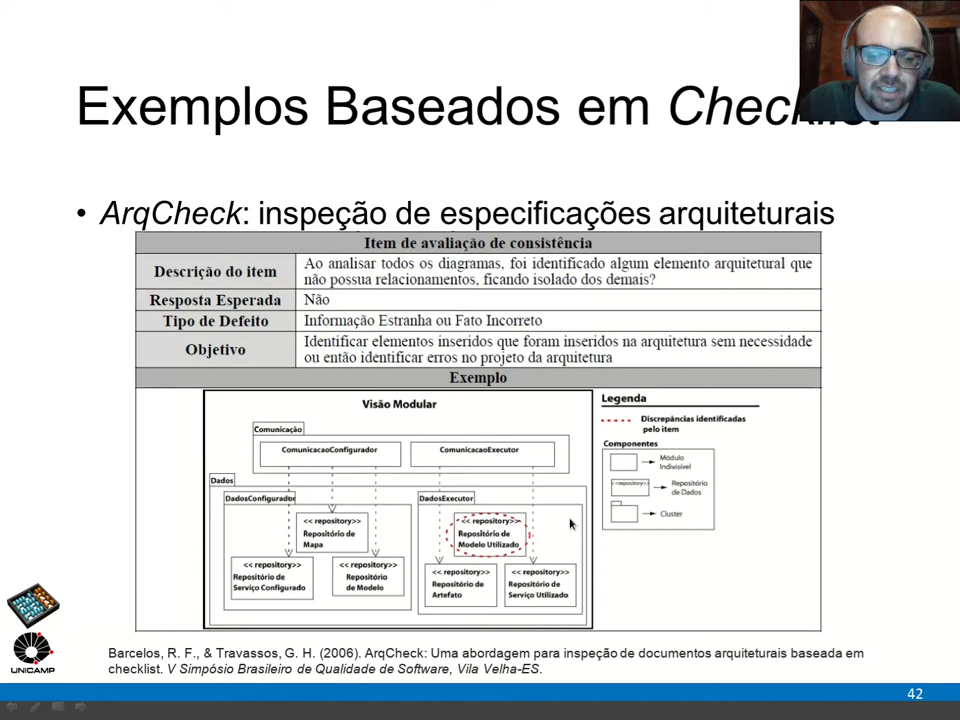 Exemplos Baseados em Checklist
• ArqCheck: inspeção de especificações arquiteturais
Item de avaliação de consistência
Descrição do item
Ao analisar todos os diagramas, foi identificado algum elemento arquitetural que
não possua relacionamentos, ficando isolado dos demais?
Resposta Esperada
Não
Tipo de Defeito
Informação Estranha ou Fato Incorreto
Objetivo
Identificar elementos inseridos que foram inseridos na arquitetura sem necessidade
ou então identificar erros no projeto da arquitetura
Exemplo
Visão Modular
Comunicação
ComunicacaoConfigurador
ComunicacaoExecutor
Dados
DadosConfigurador
DadosExecutor
<< repository>>
Repositório de
Mapa
<< repository>>
Repositório de
Modelo Utilizado
<< repository>>
Repositório de
Serviço Configurado
<< repository>>
Repositório
de Modelo
<< repository>>
Repositório de
Artefato
<< repository>>
Repositório de
Serviço Utilizado
Legenda
Discrepâncias identificadas
pelo item
Componentes
Módulo
Indivisível
<<repository>>
Repositório
de Dados
Cluster
UNICAMP
Barcelos, R. F., & Travassos, G. H. (2006). ArqCheck: Uma abordagem para inspeção de documentos arquiteturais baseada em
checklist. V Simpósio Brasileiro de Qualidade de Software, Vila Velha-ES.
42